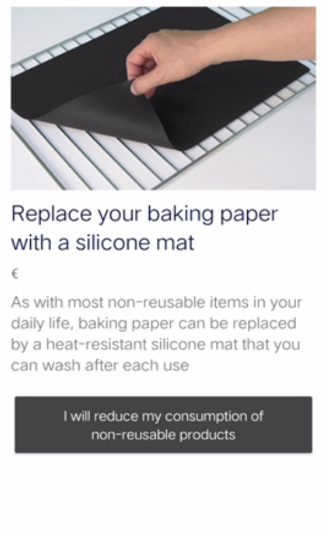 Replace your baking paper
with a silicone mat
€
As with most non-reusable items in your
daily life, baking paper can be replaced
by a heat-resistant silicone mat that you
can wash after each use
I will reduce my consumption of
non-reusable products